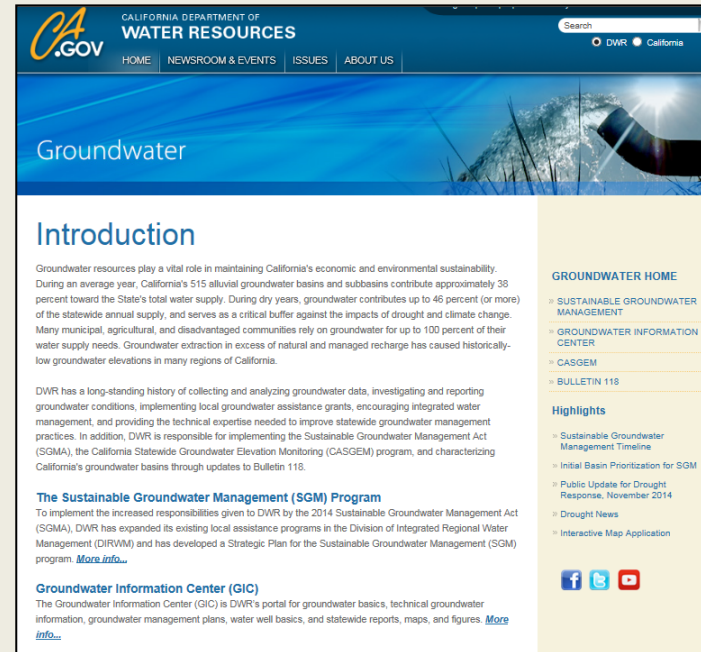 CALIFORNIA DEPARTMENT OF
WATER RESOURCES
CA
.GOV
Search
DWR California
HOME NEWSROOM & EVENTS ISSUES ABOUT US
Groundwater
Introduction
Groundwater resources play a vital role in maintaining California's economic and environmental sustainability.
During an average year, California's 515 alluvial groundwater basins and subbasins contribute approximately 38
percent toward the State's total water supply. During dry years, groundwater contributes up to 46 percent (or more)
of the statewide annual supply, and serves as a critical buffer against the impacts of drought and climate change.
Many municipal, agricultural, and disadvantaged communities rely on groundwater for up to 100 percent of their
water supply needs. Groundwater extraction in excess of natural and managed recharge has caused historically-
low groundwater elevations in many regions of California.
DWR has a long-standing history of collecting and analyzing groundwater data, investigating and reporting
groundwater conditions, implementing local groundwater assistance grants, encouraging integrated water
management, and providing the technical expertise needed to improve statewide groundwater management
practices. In addition, DWR is responsible for implementing the Sustainable Groundwater Management Act
(SGMA), the California Statewide Groundwater Elevation Monitoring (CASGEM) program, and characterizing
California's groundwater basins through updates to Bulletin 118.
The Sustainable Groundwater Management (SGM) Program
To implement the increased responsibilities given to DWR by the 2014 Sustainable Groundwater Management Act
(SGMA), DWR has expanded its existing local assistance programs in the Division of Integrated Regional Water
Management (DIRWM) and has developed a Strategic Plan for the Sustainable Groundwater Management (SGM)
program. More info...
Groundwater Information Center (GIC)
The Groundwater Information Center (GIC) is DWR's portal for groundwater basics, technical groundwater
information, groundwater management plans, water well basics, and statewide reports, maps, and figures. More
info...
GROUNDWATER HOME
» SUSTAINABLE GROUNDWATER
MANAGEMENT
» GROUNDWATER INFORMATION
CENTER
» CASGEM
» BULLETIN 118
Highlights
» Sustainable Groundwater
Management Timeline
» Initial Basin Prioritization for SGM
» Public Update for Drought
Response, November 2014
» Drought News
» Interactive Map Application